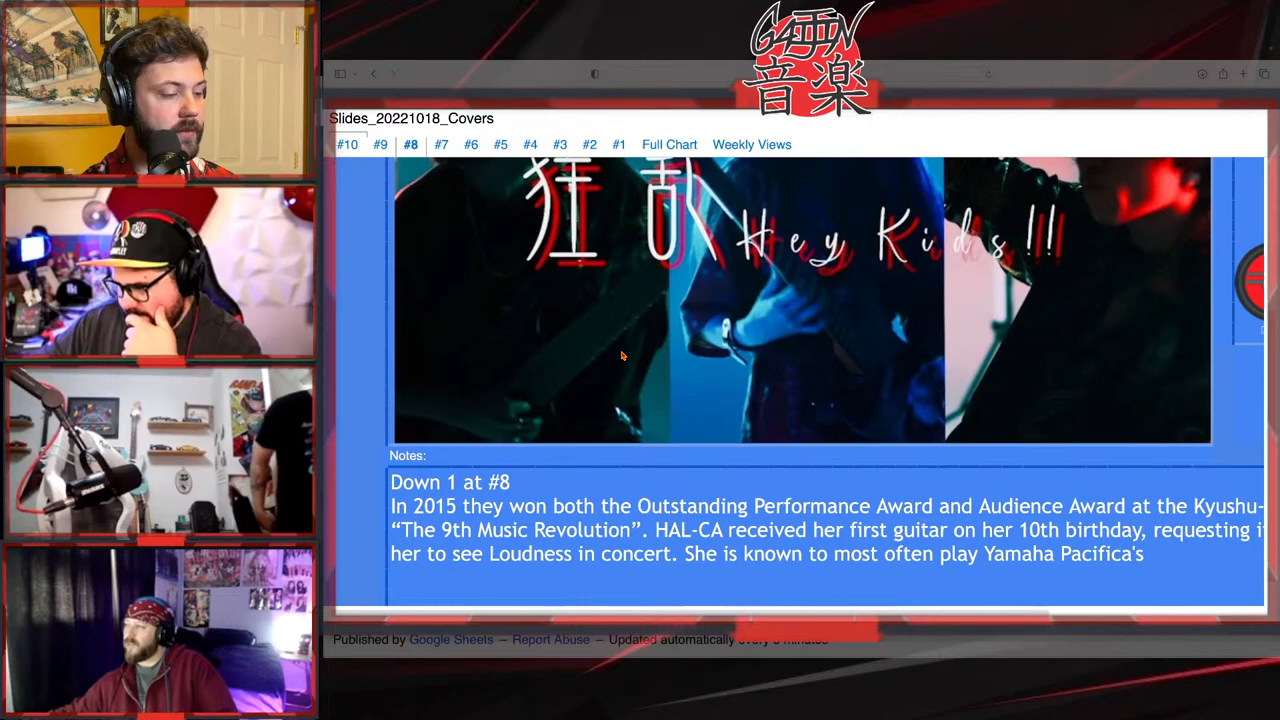 GAIJIN
音楽
Slides_20221018_Covers
#10 #9 #8 #7 #6 #5 #4 #3 #2 #1 Full Chart Weekly Views
狂乱 Hey Kids!!
Notes:
Down 1 at #8
In 2015 they won both the Outstanding Performance Award and Audience Award at the Kyushu-
“The 9th Music Revolution”. HAL-CA received her first guitar on her 10th birthday, requesting
her to see Loudness in concert. She is known to most often play Yamaha Pacifica's
Published by Google Sheets – Report Abuse – Updated automatically every 5 minutes